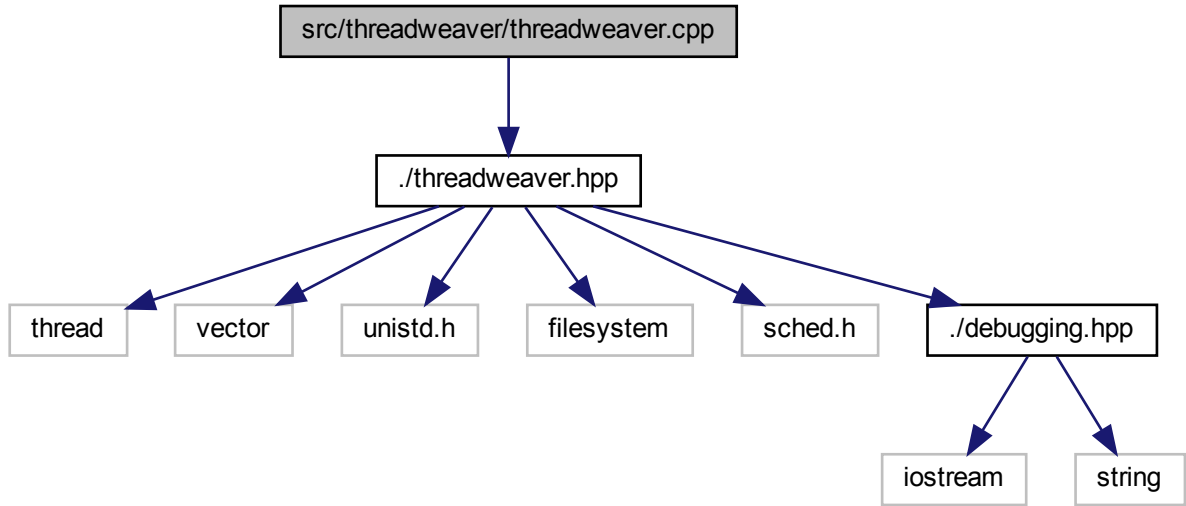 src/threadweaver/threadweaver.cpp
./threadweaver.hpp
thread
vector
unistd.h
filesystem
sched.h
./debugging.hpp
iostream
string